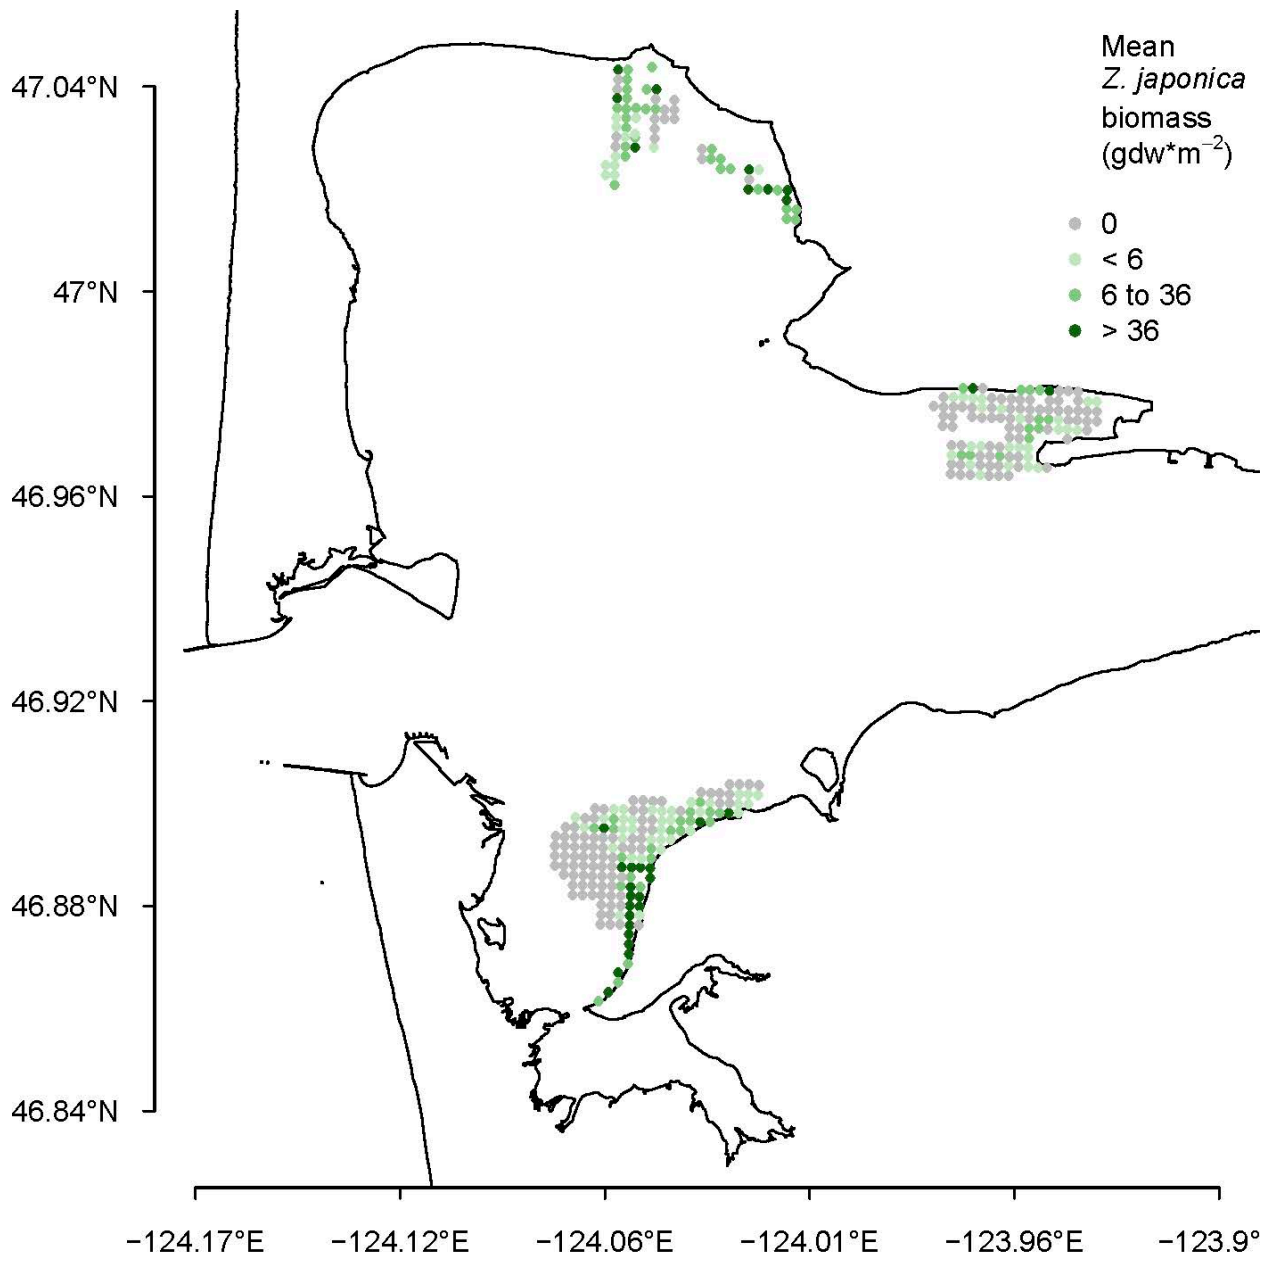 Mean
Z. japonica
biomass
(gdw*m⁻²)
0
< 6
6 to 36
> 36
47.04°N
47°N
46.96°N
46.92°N
46.88°N
46.84°N
−124.17°E −124.12°E −124.06°E −124.01°E −123.96°E −123.9°